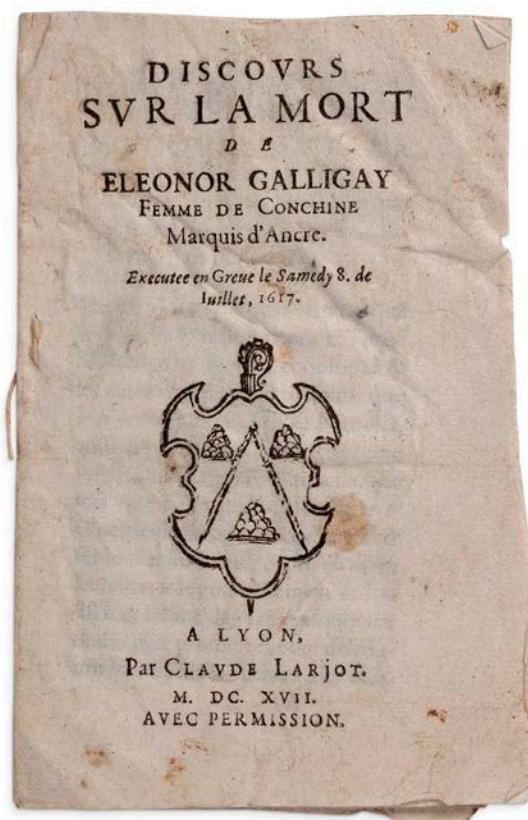 DISCOVRS
SVR LA MORT
DE
ELEONOR GALLIGAY
FEMME DE CONCHINE
Marquis d'Ancre.
Executee en Greue le Samedy 8. de
Iuillet, 1617.
A LYON,
Par CLAVDE LARJOT.
M. DC. XVII.
AVEC PERMISSION.